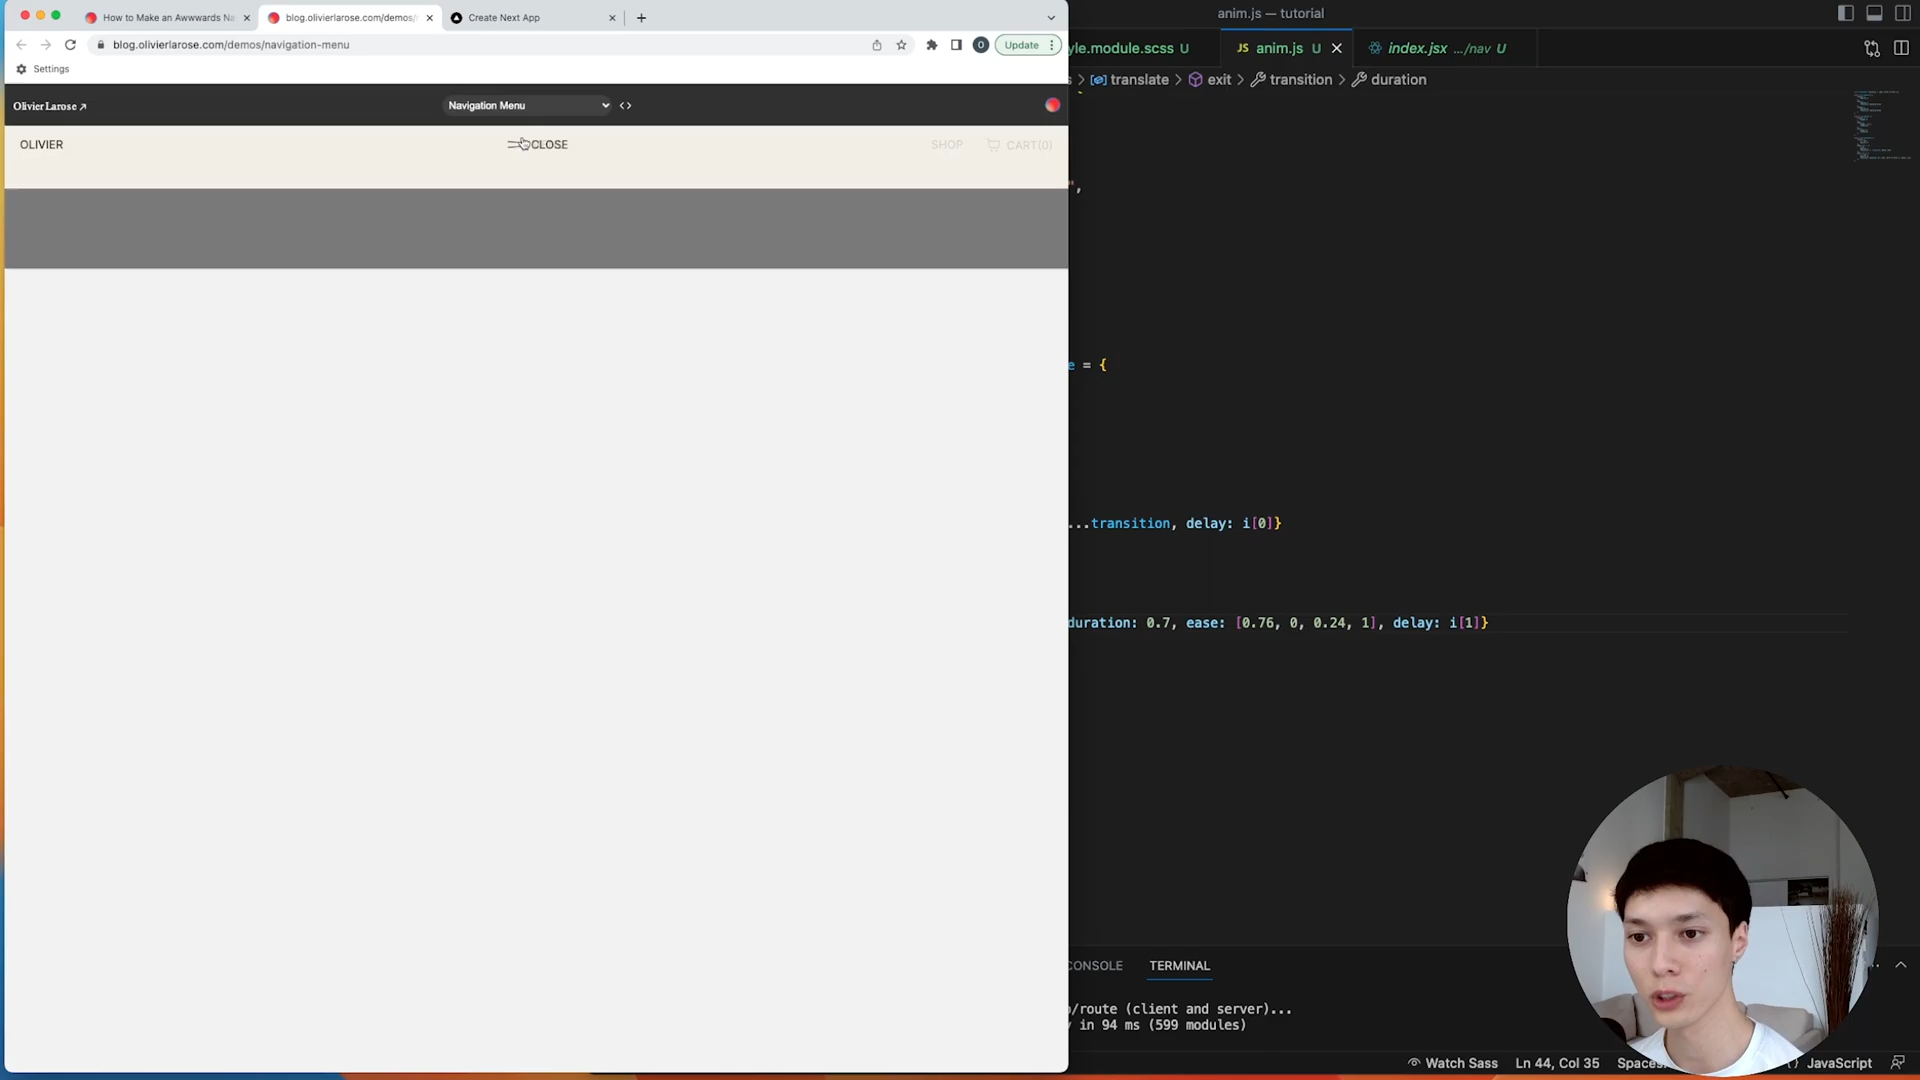 How to Make an Awwwards Na
blog.olivierlarose.com/demos/
Create Next App
blog.olivierlarose.com/demos/navigation-menu
Update
Settings
Olivier Larose
Navigation Menu
OLIVIER
CLOSE
SHOP
CART(0)
anim.js — tutorial
yle.module.scss U
JS anim.js U
index.jsx .../nav U
s > translate > exit > transition > duration
",
e = {
...transition, delay: i[0]}
duration: 0.7, ease: [0.76, 0, 0.24, 1], delay: i[1]}
CONSOLE
TERMINAL
/route (client and server)...
in 94 ms (599 modules)
Watch Sass
Ln 44, Col 35
Spaces
JavaScript